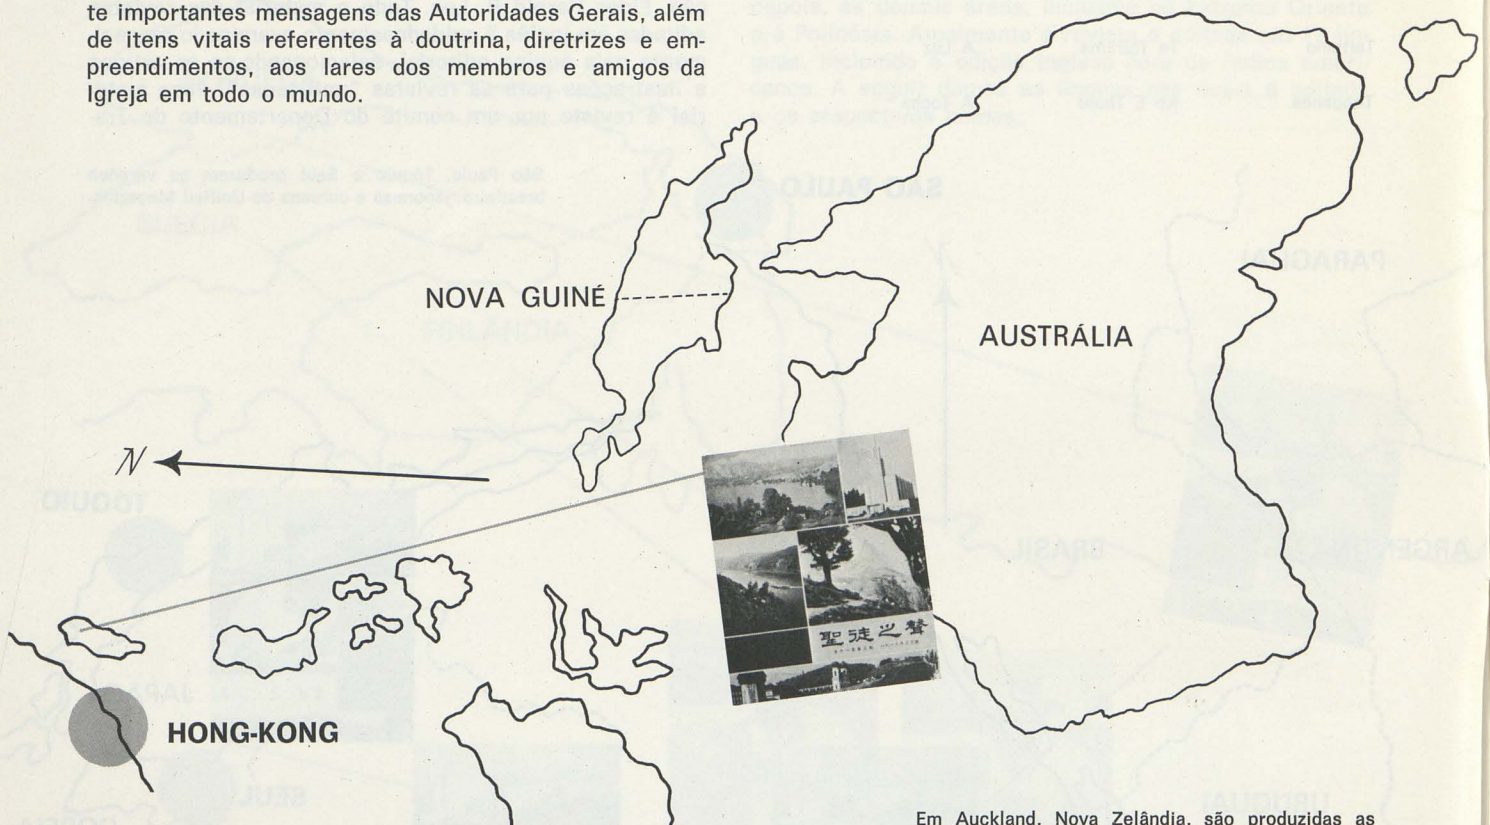 te importantes mensagens das Autoridades Gerais, além
de itens vitais referentes à doutrina, diretrizes e em-
preendimentos, aos lares dos membros e amigos da
Igreja em todo o mundo.
NOVA GUINÉ
AUSTRÁLIA
N
聖徒之聲
HONG-KONG
Em Auckland, Nova Zelândia, são produzidas as